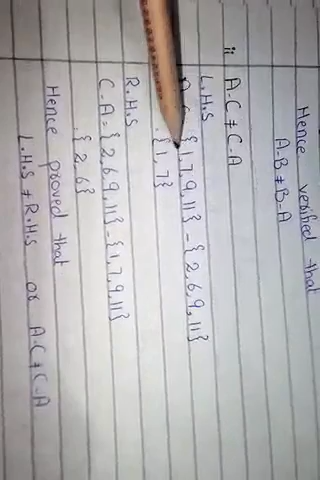 Hence verified that
A-B ≠ B-A
ii A-C ≠ C-A
L.H.S
{1,7,9,11} - {2,6,9,11}
. {1,7}
R.H.S
C-A. {2,6,9,11} - {1,7,9,11}
. {2,6}
Hence proved that
L.H.S ≠ R.H.S or A-C ≠ C-A